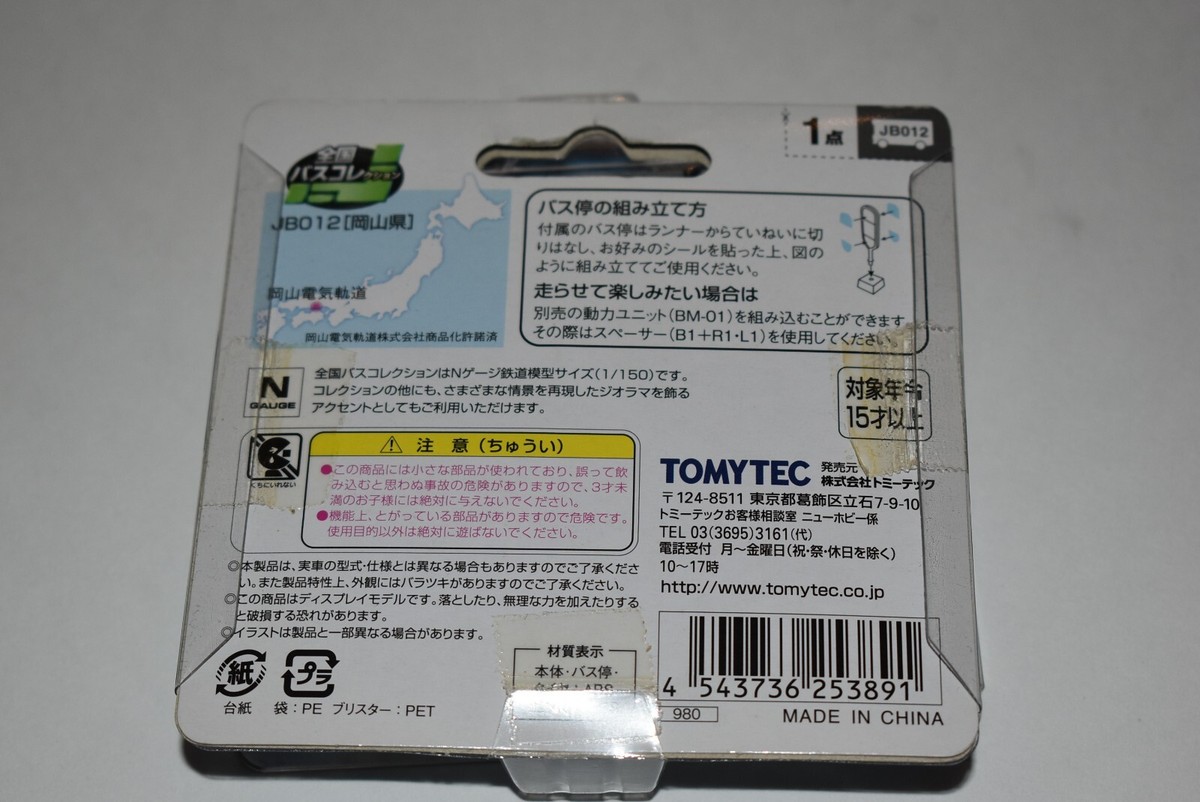 全国
バスコレクション
JB012[岡山県]
岡山電気軌道
岡山電気軌道株式会社商品化許諾済
1点
JB012
バス停の組み立て方
付属のバス停はランナーからていねいに切
りはなし、お好みのシールを貼った上、図の
ように組み立ててご使用ください。
走らせて楽しみたい場合は
別売の動力ユニット(BM-01)を組み込むことができます
その際はスペーサー(B1+R1・L1)を使用してください。
N
GAUGE
全国バスコレクションはNゲージ鉄道模型サイズ(1/150)です。
コレクションの他にも、さまざまな情景を再現したジオラマを飾る
アクセントとしてもご利用いただけます。
対象年令
15才以上
くちにいれない
注意(ちゅうい)
●この商品には小さな部品が使われており、誤って飲
み込むと思わぬ事故の危険がありますので、3才未
満のお子様には絶対に与えないでください。
●機能上、とがっている部品がありますので危険です。
使用目的以外は絶対に遊ばないでください。
TOMYTEC 発売元
株式会社トミーテック
〒124-8511 東京都葛飾区立石7-9-10
トミーテックお客様相談室 ニューホビー係
TEL 03(3695)3161(代)
電話受付 月〜金曜日(祝・祭・休日を除く)
10〜17時
http://www.tomytec.co.jp
◎本製品は、実車の型式・仕様とは異なる場合もありますのでご了承くださ
い。また製品特性上、外観にはバラツキがありますのでご了承ください。
◎この商品はディスプレイモデルです。落としたり、無理な力を加えたりする
と破損する恐れがあります。
◎イラストは製品と一部異なる場合があります。
紙
プラ
台紙 袋:PE ブリスター:PET
材質表示
本体・バス停・
ABS
4 543736 253891
980
MADE IN CHINA